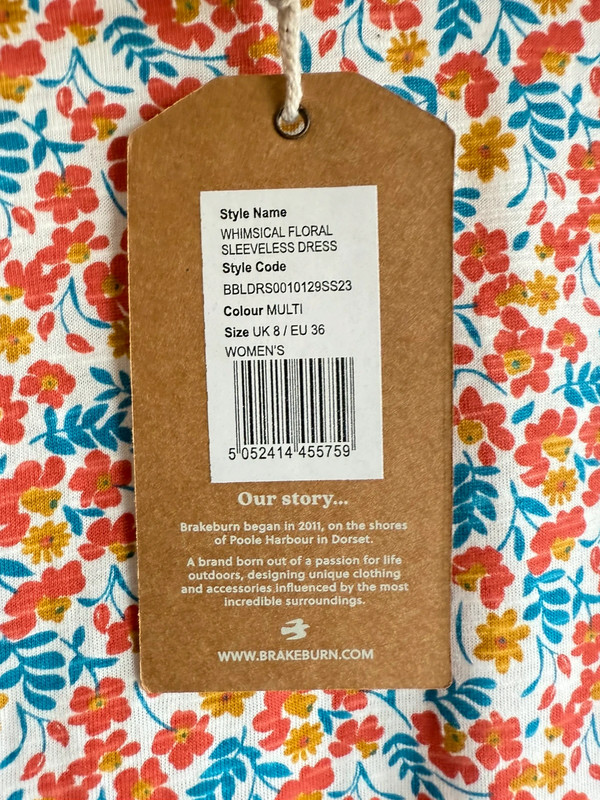 Style Name
WHIMSICAL FLORAL
SLEEVELESS DRESS
Style Code
BBLDRS0010129SS23
Colour MULTI
Size UK 8 / EU 36
WOMEN'S
5 052414 455759
Our story...
Brakeburn began in 2011, on the shores
of Poole Harbour in Dorset.
A brand born out of a passion for life
outdoors, designing unique clothing
and accessories influenced by the most
incredible surroundings.
WWW.BRAKEBURN.COM